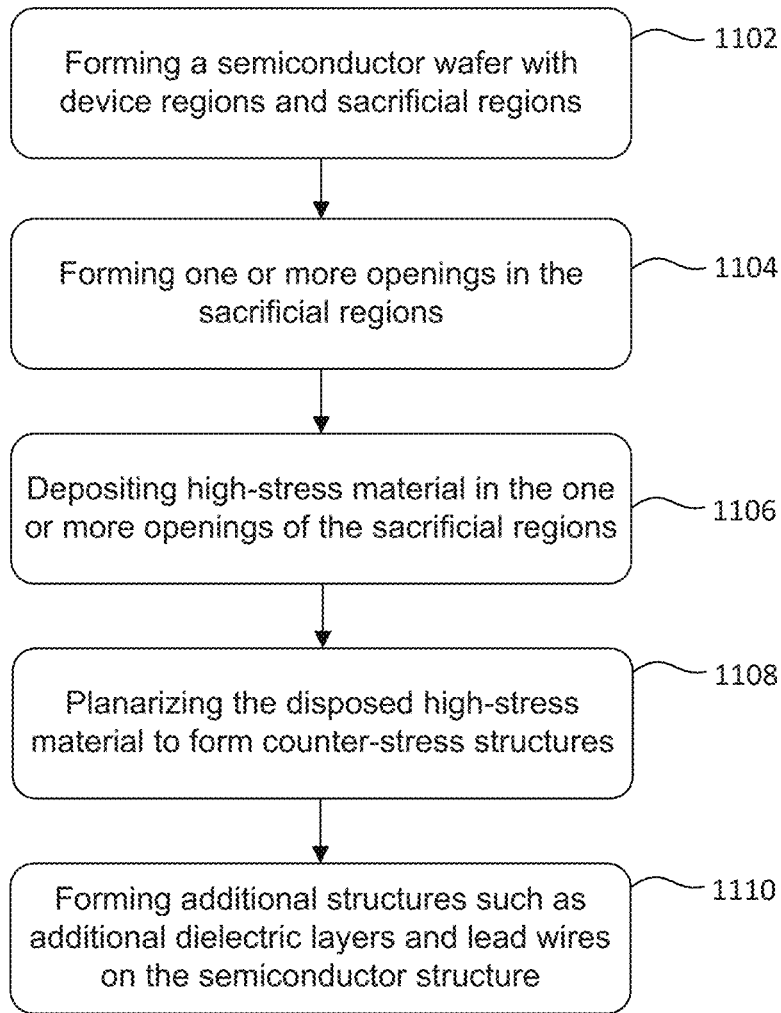 Forming a semiconductor wafer with
device regions and sacrificial regions
1102
Forming one or more openings in the
sacrificial regions
1104
Depositing high-stress material in the one
or more openings of the sacrificial regions
1106
Planarizing the disposed high-stress
material to form counter-stress structures
1108
Forming additional structures such as
additional dielectric layers and lead wires
on the semiconductor structure
1110